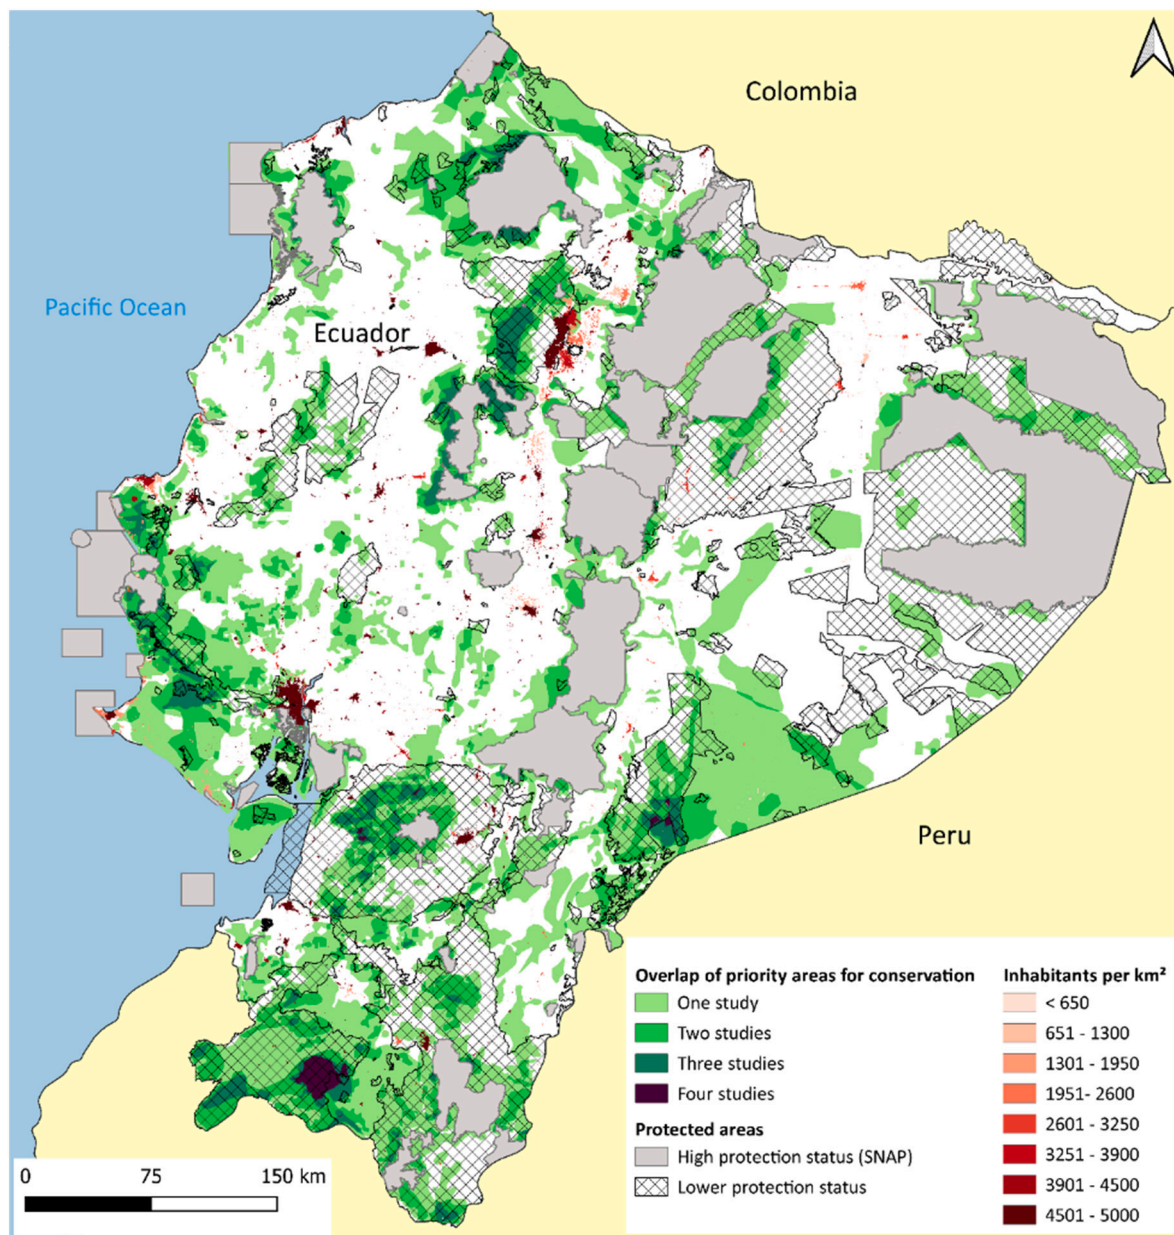 Colombia
Pacific Ocean
Ecuador
Peru
Overlap of priority areas for conservation
One study
Two studies
Three studies
Four studies
Protected areas
High protection status (SNAP)
Lower protection status
Inhabitants per km²
< 650
651 - 1300
1301 - 1950
1951- 2600
2601 - 3250
3251 - 3900
3901 - 4500
4501 - 5000
0 75 150 km